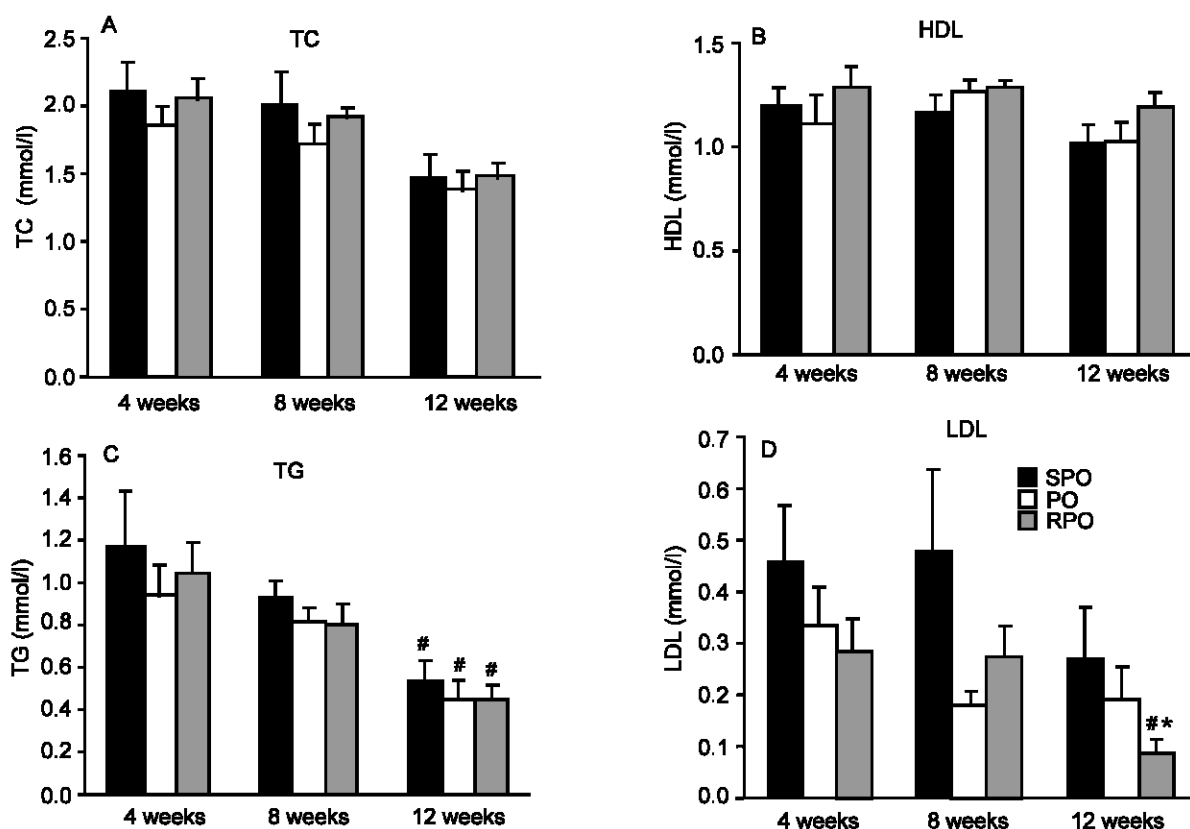 A
TC
TC (mmol/l)
2.5
2.0
1.5
1.0
0.5
0.0
4 weeks
8 weeks
12 weeks
B
HDL
HDL (mmol/l)
1.5
1.0
0.5
0.0
4 weeks
8 weeks
12 weeks
C
TG
TG (mmol/l)
1.6
1.4
1.2
1.0
0.8
0.6
0.4
0.2
0.0
#
#
#
4 weeks
8 weeks
12 weeks
D
LDL
LDL (mmol/l)
0.7
0.6
0.5
0.4
0.3
0.2
0.1
0.0
SPO
PO
RPO
#*
4 weeks
8 weeks
12 weeks